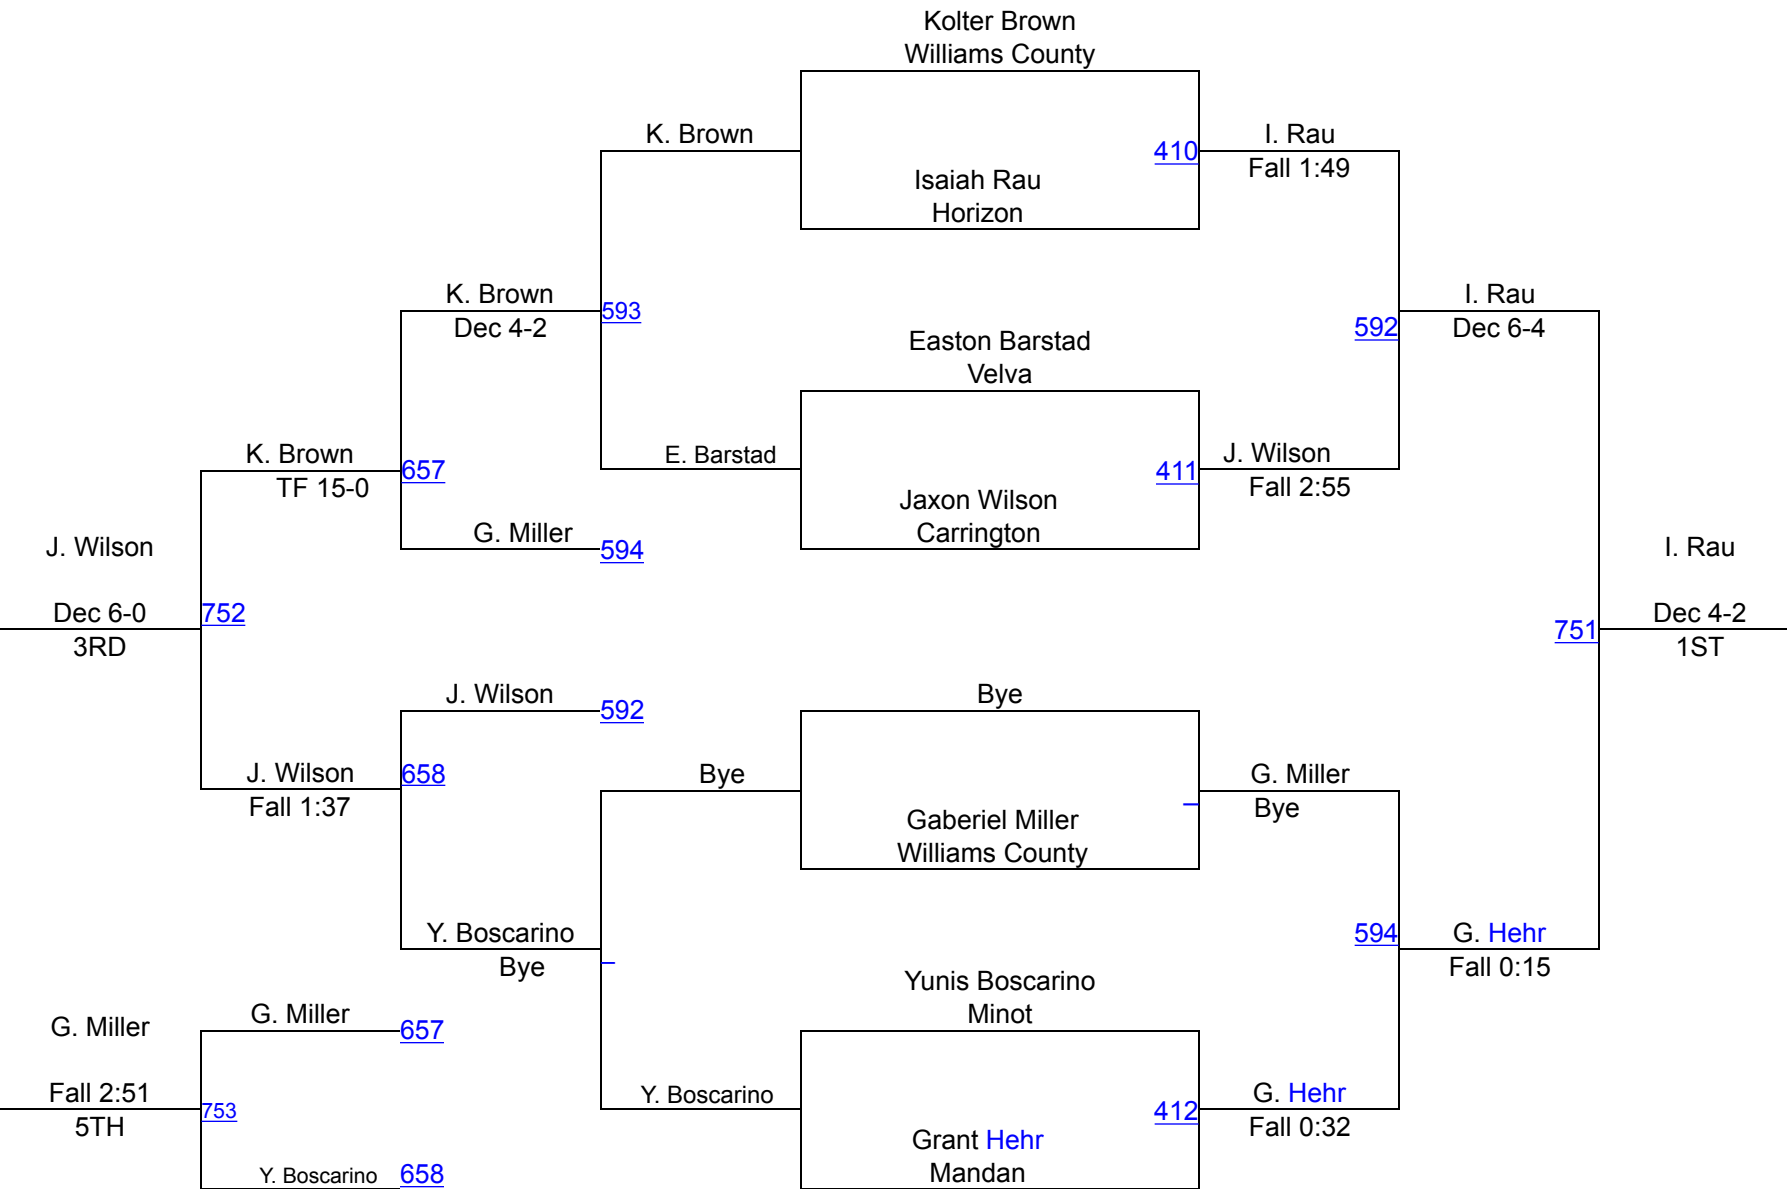 Kolter Brown
Williams County
K. Brown
410
I. Rau
Fall 1:49
Isaiah Rau
Horizon
K. Brown
Dec 4-2
593
I. Rau
Dec 6-4
592
Easton Barstad
Velva
K. Brown
TF 15-0
657
E. Barstad
411
J. Wilson
Fall 2:55
Jaxon Wilson
Carrington
G. Miller
594
J. Wilson
Dec 6-0
3RD
752
I. Rau
Dec 4-2
1ST
751
J. Wilson
592
Bye
J. Wilson
Fall 1:37
658
Bye
G. Miller
Bye
Gaberiel Miller
Williams County
Y. Boscarino
Bye
594
G. Hehr
Fall 0:15
Yunis Boscarino
Minot
G. Miller
G. Miller
657
Fall 2:51
5TH
753
Y. Boscarino
412
G. Hehr
Fall 0:32
Grant Hehr
Mandan
Y. Boscarino
658